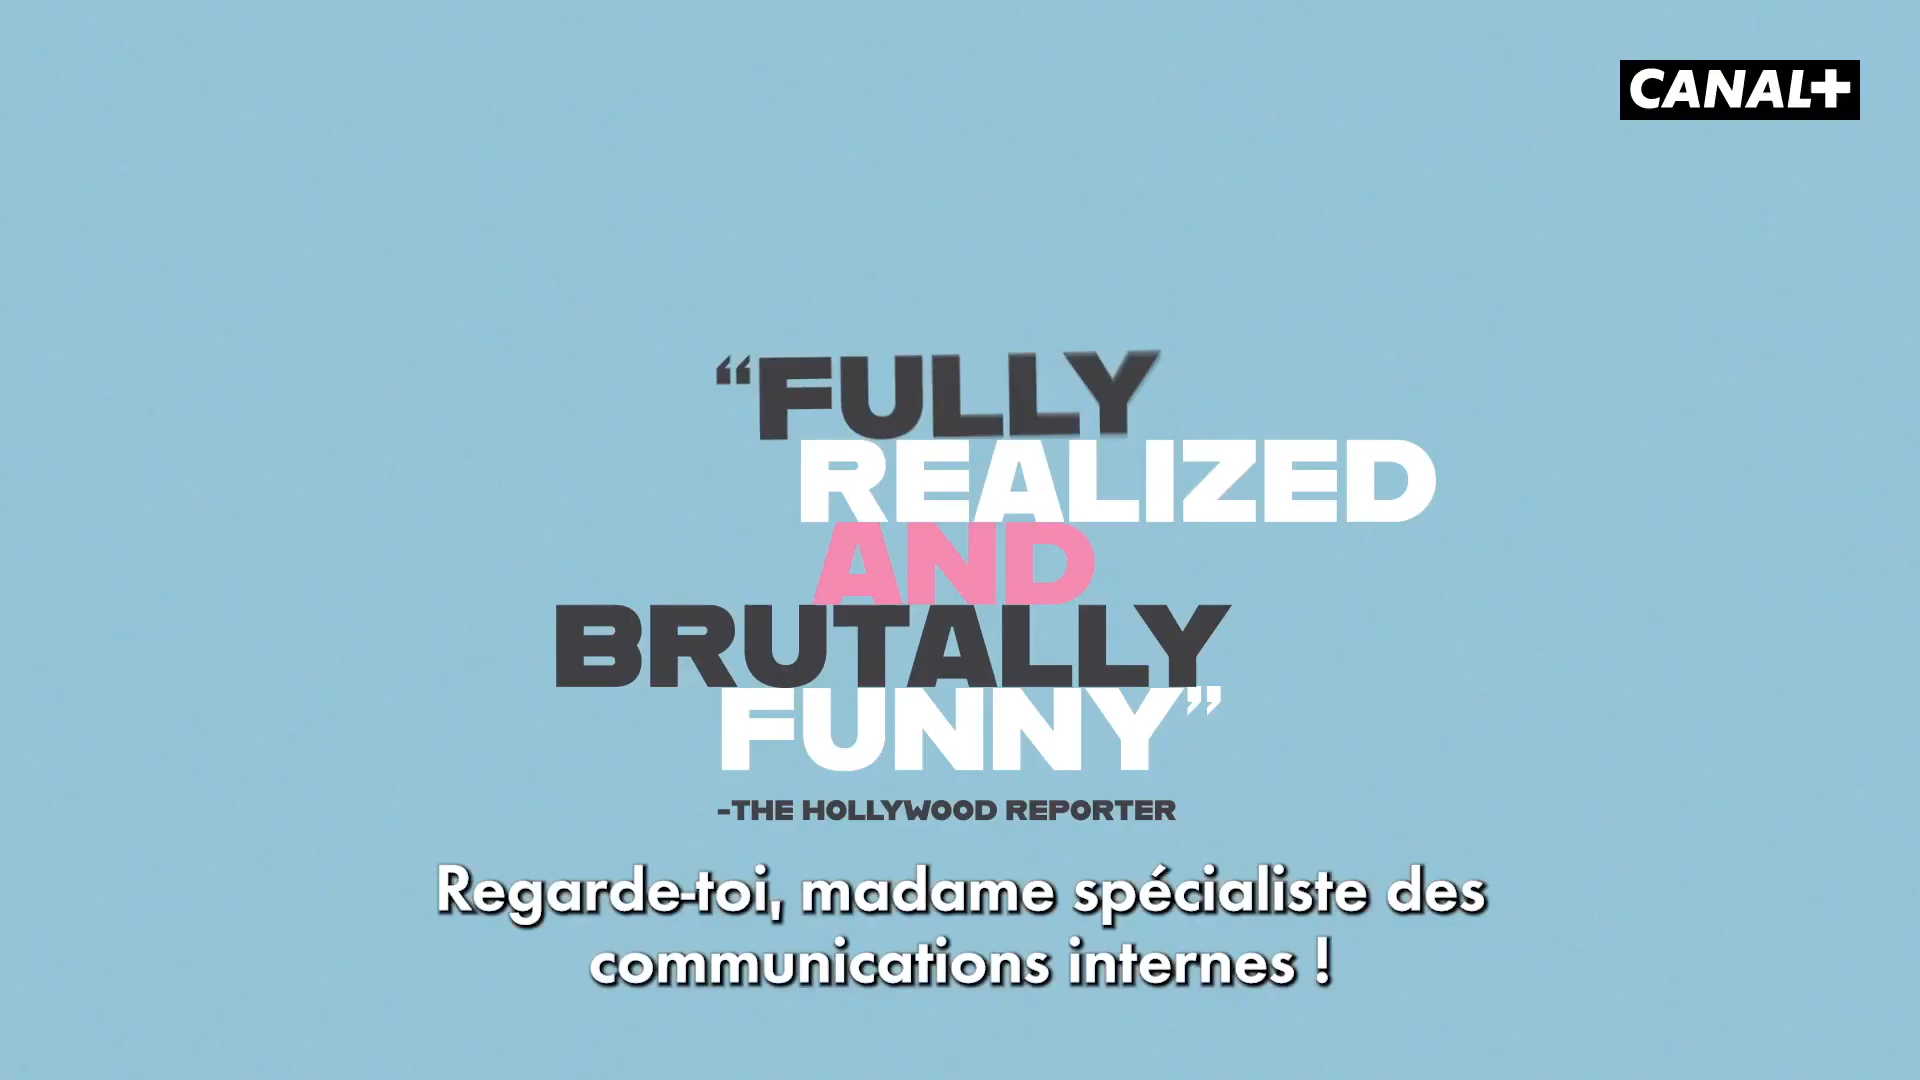 CANAL+
“FULLY
REALIZED
AND
BRUTALLY
FUNNY”
-THE HOLLYWOOD REPORTER
Regarde-toi, madame spécialiste des
communications internes !